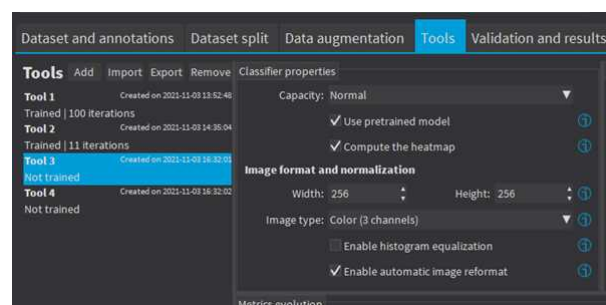 Dataset and annotations Dataset split Data augmentation Tools Validation and results
Tools Add Import Export Remove
Tool 1 Created on 2021-11-03 13:52:48
Trained | 100 iterations
Tool 2 Created on 2021-11-03 14:35:04
Trained | 11 iterations
Tool 3 Created on 2021-11-03 16:32:01
Not trained
Tool 4 Created on 2021-11-03 16:32:02
Not trained
Classifier properties
Capacity: Normal
Use pretrained model
Compute the heatmap
Image format and normalization
Width: 256 Height: 256
Image type: Color (3 channels)
Enable histogram equalization
Enable automatic image reformat
Metrics evolution